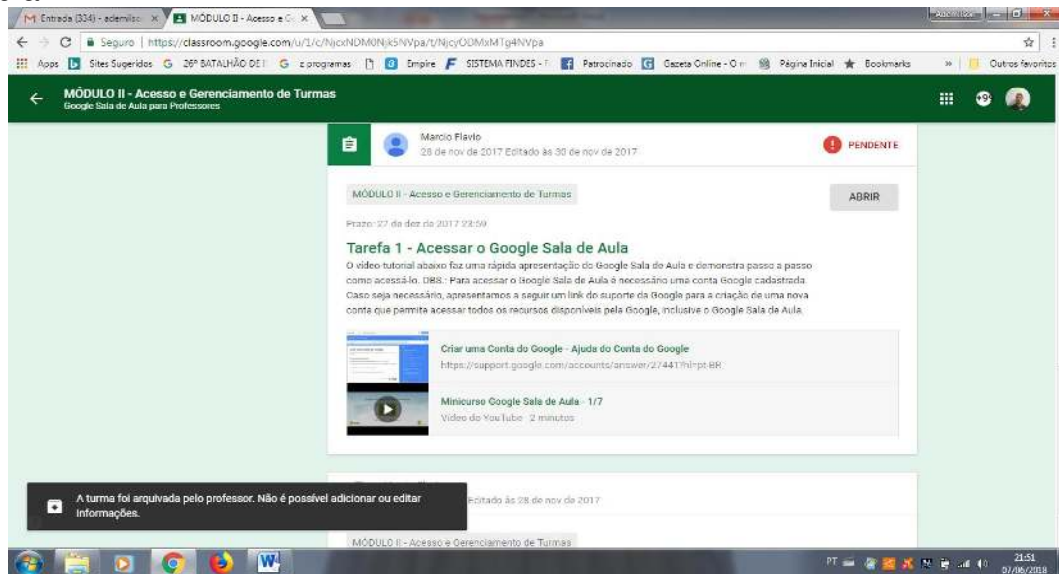 Entrada (334) - ademilsc
MÓDULO II - Acesso e G
Seguro | https://classroom.google.com/u/1/c/NjcxNDM0Njk5NVpa/t/NjcyODMxMTg4NVpa
Apps Sites Sugeridos 26º BATALHÃO DE I z programas Empire SISTEMA FINDES - Patrocinado Gazeta Online - O Página Inicial Bookmarks » Outros favoritos
MÓDULO II - Acesso e Gerenciamento de Turmas
Google Sala de Aula para Professores
Marcio Flavio
28 de nov de 2017 Editado às 30 de nov de 2017
PENDENTE
MÓDULO II - Acesso e Gerenciamento de Turmas
ABRIR
Prazo: 27 de dez de 2017 23:59
Tarefa 1 - Acessar o Google Sala de Aula
O vídeo tutorial abaixo faz uma rápida apresentação do Google Sala de Aula e demonstra passo a passo
como acessá-lo. OBS.: Para acessar o Google Sala de Aula é necessário uma conta Google cadastrada.
Caso seja necessário, apresentamos a seguir um link do suporte da Google para a criação de uma nova
conta que permite acessar todos os recursos disponíveis pela Google, inclusive o Google Sala de Aula.
Criar uma Conta do Google - Ajuda do Conta do Google
https://support.google.com/accounts/answer/27441?hl=pt-BR
Minicurso Google Sala de Aula - 1/7
Vídeo do YouTube 2 minutos
A turma foi arquivada pelo professor. Não é possível adicionar ou editar
informações.
Editado às 28 de nov de 2017
MÓDULO II - Acesso e Gerenciamento de Turmas
PT
21:51
07/06/2018